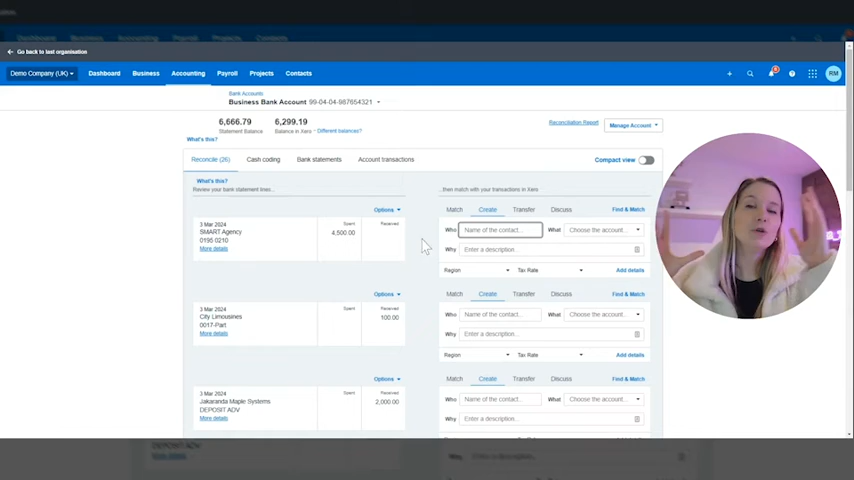 Go back to last organisation
Demo Company (UK) Dashboard Business Accounting Payroll Projects Contacts RM
Bank Accounts
Business Bank Account 99-04-04-987654321
6,666.79 6,299.19
Statement Balance Balance in Xero Different balances?
What's this?
Reconciliation Report Manage Account
Reconcile (26) Cash coding Bank statements Account transactions Compact view
What's this?
Review your bank statement lines... ...then match with your transactions in Xero
Options Match Create Transfer Discuss Find & Match
3 Mar 2024 Spent Received
SMART Agency 4,500.00
0195 0210
More details
Who Name of the contact... What Choose the account...
Why Enter a description...
Region Tax Rate Add details
Options Match Create Transfer Discuss Find & Match
3 Mar 2024 Spent Received
City Limousines 100.00
0017-Part
More details
Who Name of the contact... What Choose the account...
Why Enter a description...
Region Tax Rate Add details
Options Match Create Transfer Discuss Find & Match
3 Mar 2024 Spent Received
Jakaranda Maple Systems 2,000.00
DEPOSIT ADV
More details
Who Name of the contact... What Choose the account...
Why Enter a description...